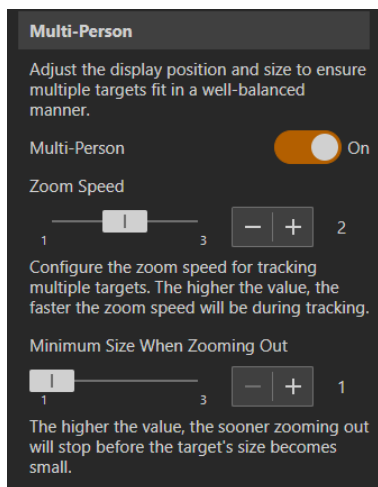 Multi-Person
Adjust the display position and size to ensure
multiple targets fit in a well-balanced
manner.
Multi-Person On
Zoom Speed
1 3 − + 2
Configure the zoom speed for tracking
multiple targets. The higher the value, the
faster the zoom speed will be during tracking.
Minimum Size When Zooming Out
1 3 − + 1
The higher the value, the sooner zooming out
will stop before the target's size becomes
small.